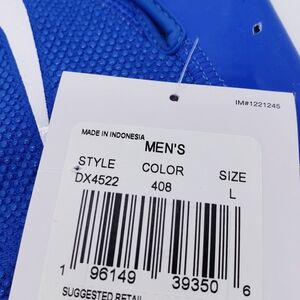 IM#1221245
MADE IN INDONESIA
MEN'S
STYLE COLOR SIZE
DX4522 408 L
1 96149 39350 6
SUGGESTED RETAIL